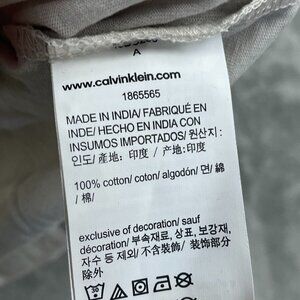 A
www.calvinklein.com
1865565
MADE IN INDIA/ FABRIQUÉ EN
INDE/ HECHO EN INDIA CON
INSUMOS IMPORTADOS/ 원산지:
인도/ 產地：印度 / 产地：印度
100% cotton/ coton/ algodón/ 면/ 綿
/ 棉/
exclusive of decoration/ sauf
décoration/ 부속재료, 상표, 보강재,
자수 등 제외/ 不含裝飾/ 装饰部分
除外